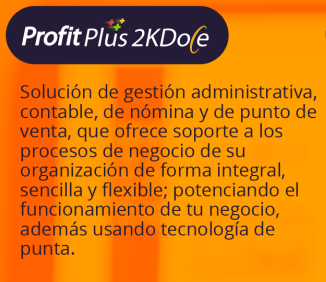 Profit Plus 2KDoce
Solución de gestión administrativa,
contable, de nómina y de punto de
venta, que ofrece soporte a los
procesos de negocio de su
organización de forma integral,
sencilla y flexible; potenciando el
funcionamiento de tu negocio,
además usando tecnología de
punta.